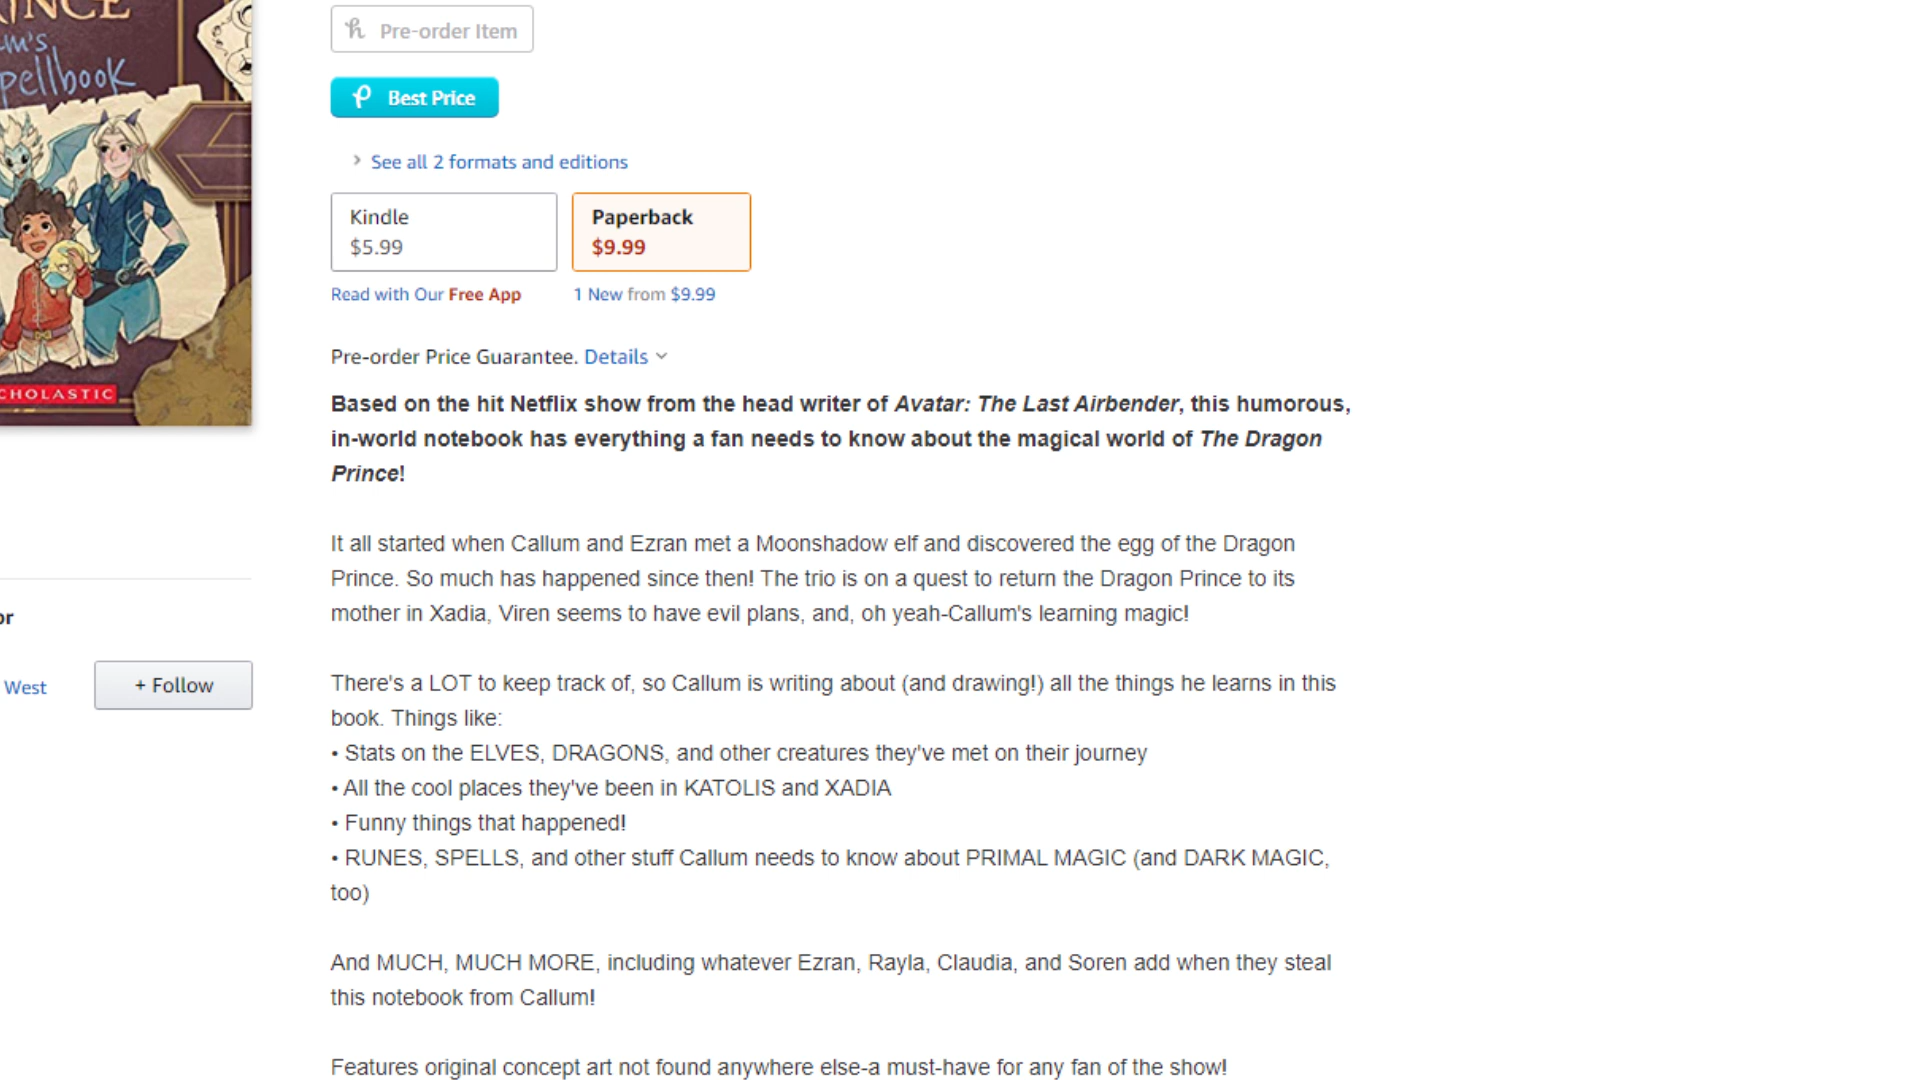 Pre-order Item
Best Price
See all 2 formats and editions
Kindle
$5.99
Paperback
$9.99
Read with Our Free App
1 New from $9.99
Pre-order Price Guarantee. Details
Based on the hit Netflix show from the head writer of Avatar: The Last Airbender, this humorous,
in-world notebook has everything a fan needs to know about the magical world of The Dragon
Prince!
It all started when Callum and Ezran met a Moonshadow elf and discovered the egg of the Dragon
Prince. So much has happened since then! The trio is on a quest to return the Dragon Prince to its
mother in Xadia, Viren seems to have evil plans, and, oh yeah-Callum's learning magic!
There's a LOT to keep track of, so Callum is writing about (and drawing!) all the things he learns in this
book. Things like:
• Stats on the ELVES, DRAGONS, and other creatures they've met on their journey
• All the cool places they've been in KATOLIS and XADIA
• Funny things that happened!
• RUNES, SPELLS, and other stuff Callum needs to know about PRIMAL MAGIC (and DARK MAGIC,
too)
And MUCH, MUCH MORE, including whatever Ezran, Rayla, Claudia, and Soren add when they steal
this notebook from Callum!
Features original concept art not found anywhere else-a must-have for any fan of the show!
West
+ Follow